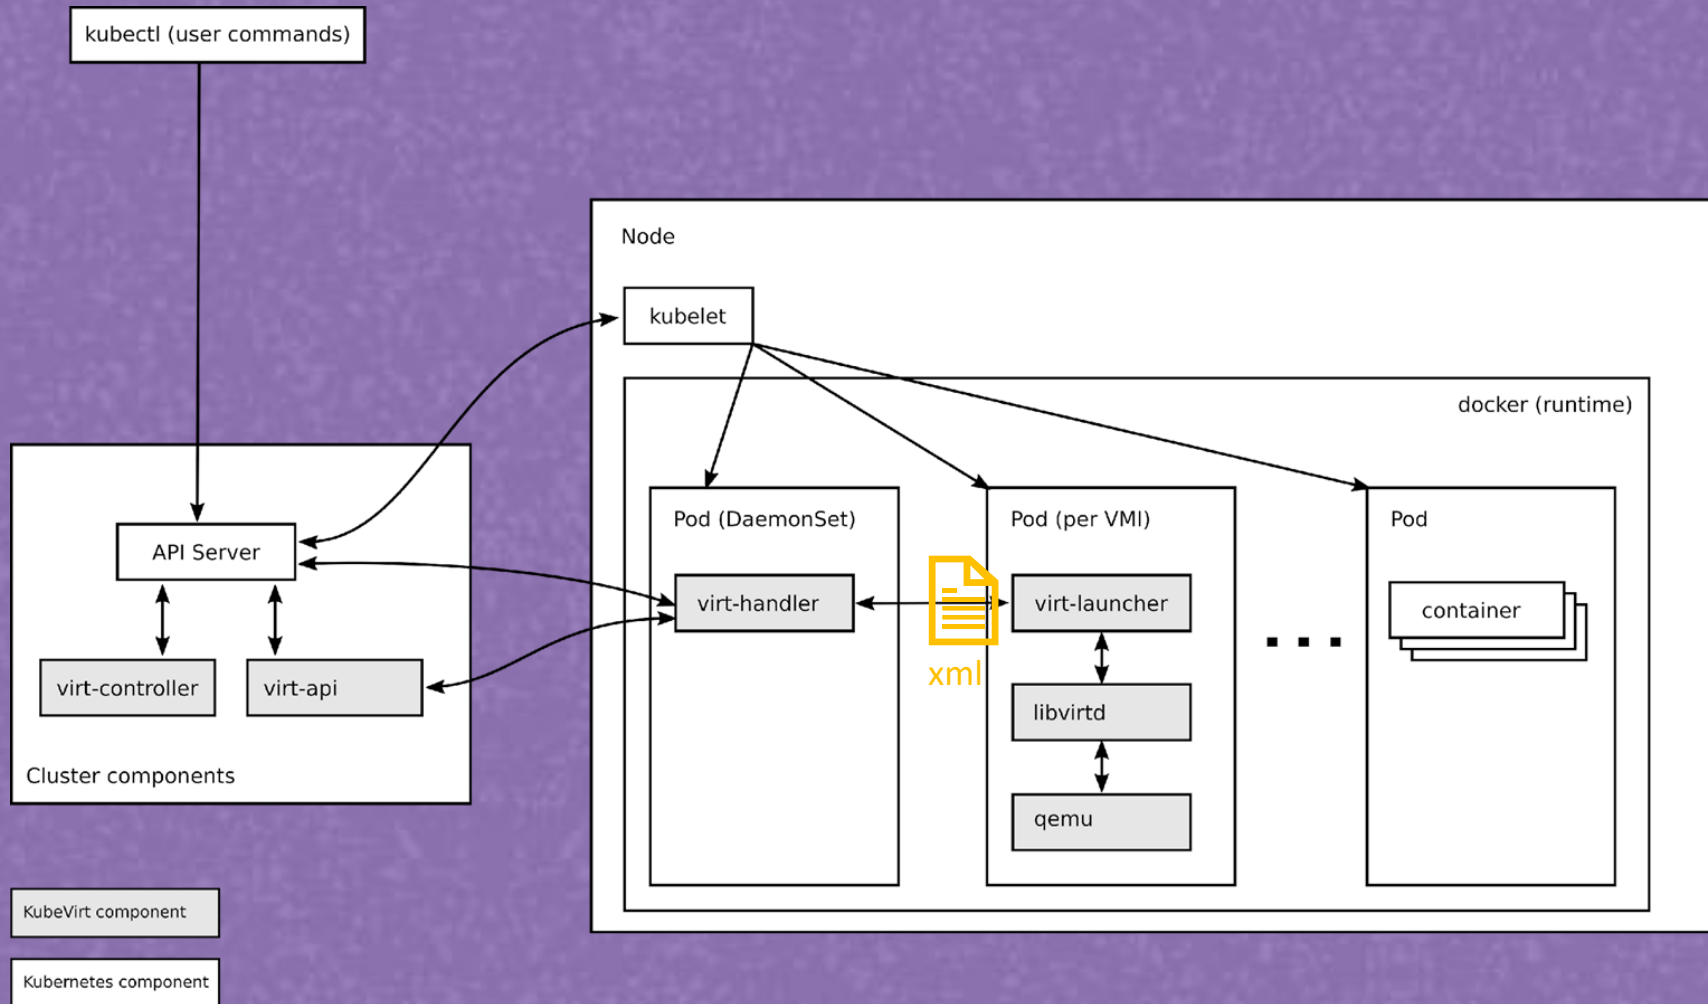 kubectl (user commands)
Node
kubelet
docker (runtime)
Pod (DaemonSet)
Pod (per VMI)
Pod
API Server
virt-handler
xml
virt-launcher
container
virt-controller
virt-api
libvirtd
Cluster components
qemu
KubeVirt component
Kubernetes component